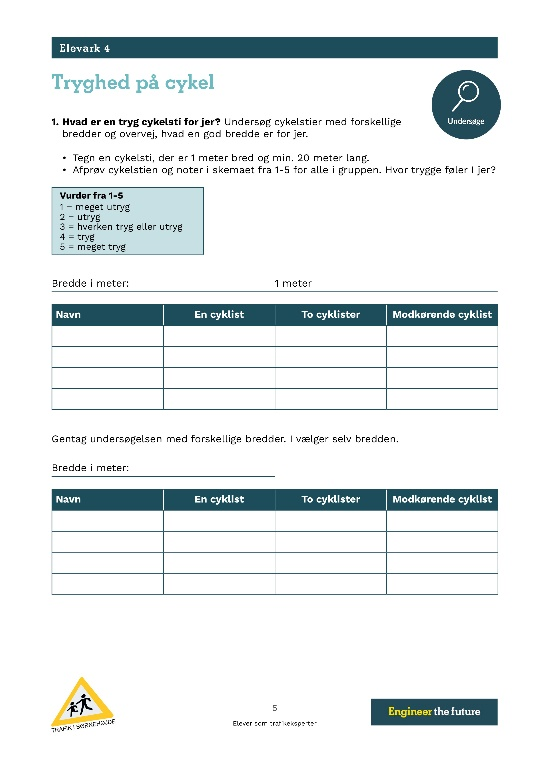 Elevark 4
Tryghed på cykel
Undersøge
1. Hvad er en tryg cykelsti for jer? Undersøg cykelstier med forskellige
bredder og overvej, hvad en god bredde er for jer.
• Tegn en cykelsti, der er 1 meter bred og min. 20 meter lang.
• Afprøv cykelstien og noter i skemaet fra 1-5 for alle i gruppen. Hvor trygge føler I jer?
Vurder fra 1-5
1 = meget utryg
2 = utryg
3 = hverken tryg eller utryg
4 = tryg
5 = meget tryg
Bredde i meter: 1 meter
Navn En cyklist To cyklister Modkørende cyklist
Gentag undersøgelsen med forskellige bredder. I vælger selv bredden.
Bredde i meter:
Navn En cyklist To cyklister Modkørende cyklist
TRAFIK I BØRNEHØJDE
5
Elever som trafikeksperter
Engineer the future